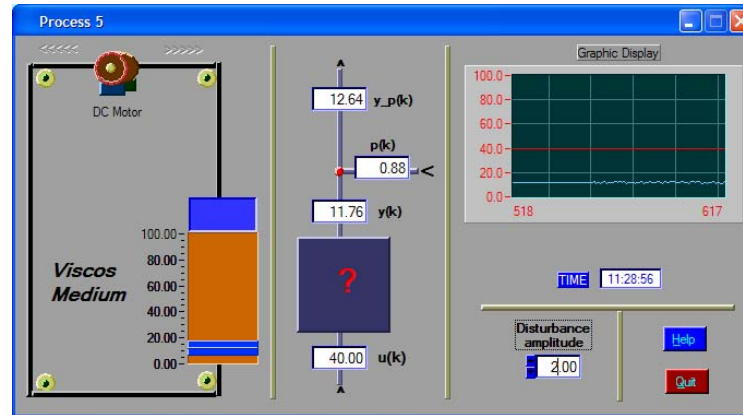 Process 5
<<<<<
>>>>>
DC Motor
Viscos
Medium
100.00
80.00
60.00
40.00
20.00
0.00
12.64 y_p(k)
p(k)
0.88 <
11.76 y(k)
?
40.00 u(k)
Graphic Display
100.0
80.0
60.0
40.0
20.0
0.0
518 617
TIME 11:28:56
Disturbance
amplitude
2.00
Help
Quit